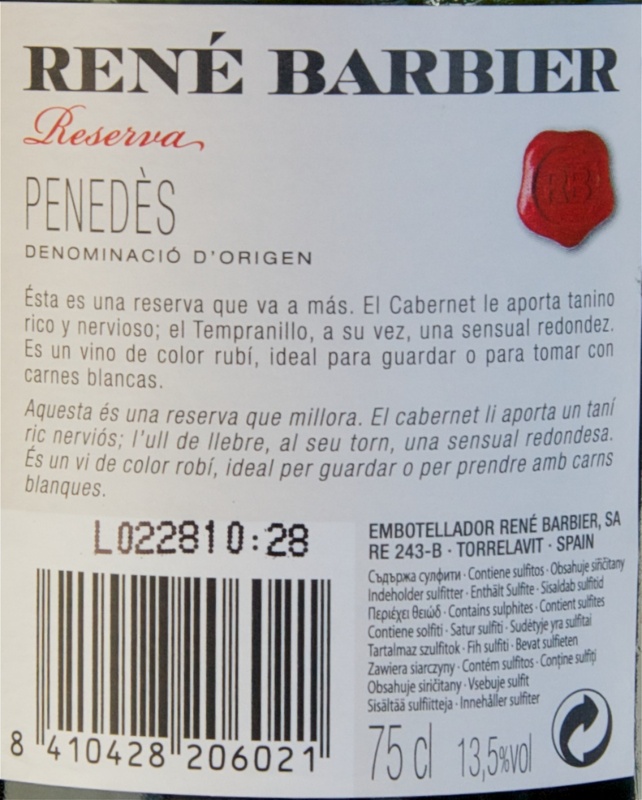 RENÉ BARBIER
Reserva
RB
PENEDÈS
DENOMINACIÓ D'ORIGEN
Ésta es una reserva que va a más. El Cabernet le aporta tanino
rico y nervioso; el Tempranillo, a su vez, una sensual redondez.
Es un vino de color rubí, ideal para guardar o para tomar con
carnes blancas.
Aquesta és una reserva que millora. El cabernet li aporta un taní
ric nerviós; l'ull de llebre, al seu torn, una sensual redondesa.
És un vi de color robí, ideal per guardar o per prendre amb carns
blanques.
L022810:28
8 410428 206021
EMBOTELLADOR RENÉ BARBIER, SA
RE 243-B · TORRELAVIT · SPAIN
Съдържа сулфити · Contiene sulfitos · Obsahuje siřičitany
Indeholder sulfitter · Enthält Sulfite · Sisaldab sulfitid
Περιέχει θειώδ · Contains sulphites · Contient sulfites
Contiene solfiti · Satur sulfiti · Sudėtyje yra sulfitai
Tartalmaz szulfitok · Fih sulfiti · Bevat sulfieten
Zawiera siarczyny · Contém sulfitos · Conţine sulfiţi
Obsahuje siričitany · Vsebuje sulfit
Sisältää sulfiitteja · Innehåller sulfiter
75 cl 13,5%vol